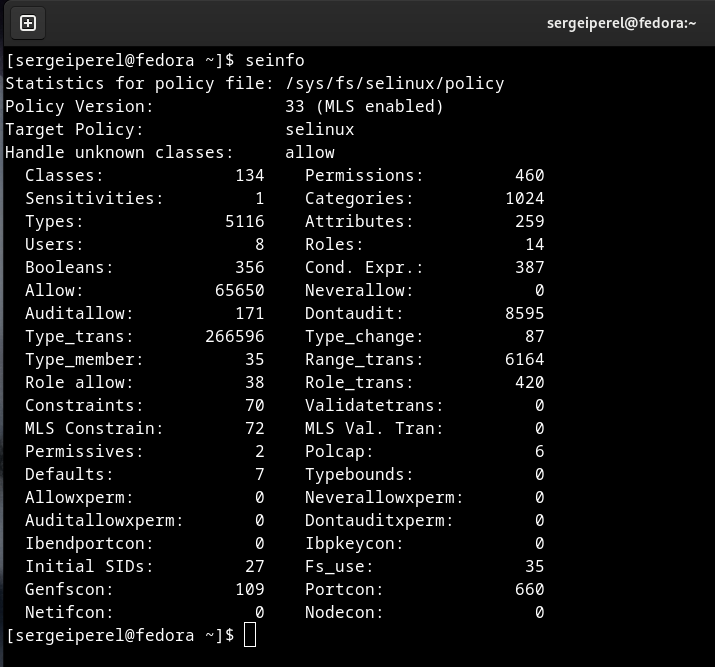 sergeiperel@fedora:~
[sergeiperel@fedora ~]$ seinfo
Statistics for policy file: /sys/fs/selinux/policy
Policy Version:             33 (MLS enabled)
Target Policy:              selinux
Handle unknown classes:     allow
  Classes:             134    Permissions:         460
  Sensitivities:         1    Categories:         1024
  Types:              5116    Attributes:          259
  Users:                 8    Roles:                14
  Booleans:            356    Cond. Expr.:         387
  Allow:             65650    Neverallow:            0
  Auditallow:          171    Dontaudit:          8595
  Type_trans:       266596    Type_change:          87
  Type_member:          35    Range_trans:        6164
  Role allow:           38    Role_trans:          420
  Constraints:          70    Validatetrans:         0
  MLS Constrain:        72    MLS Val. Tran:         0
  Permissives:           2    Polcap:                6
  Defaults:              7    Typebounds:            0
  Allowxperm:            0    Neverallowxperm:       0
  Auditallowxperm:       0    Dontauditxperm:        0
  Ibendportcon:          0    Ibpkeycon:             0
  Initial SIDs:         27    Fs_use:               35
  Genfscon:            109    Portcon:             660
  Netifcon:              0    Nodecon:               0
[sergeiperel@fedora ~]$